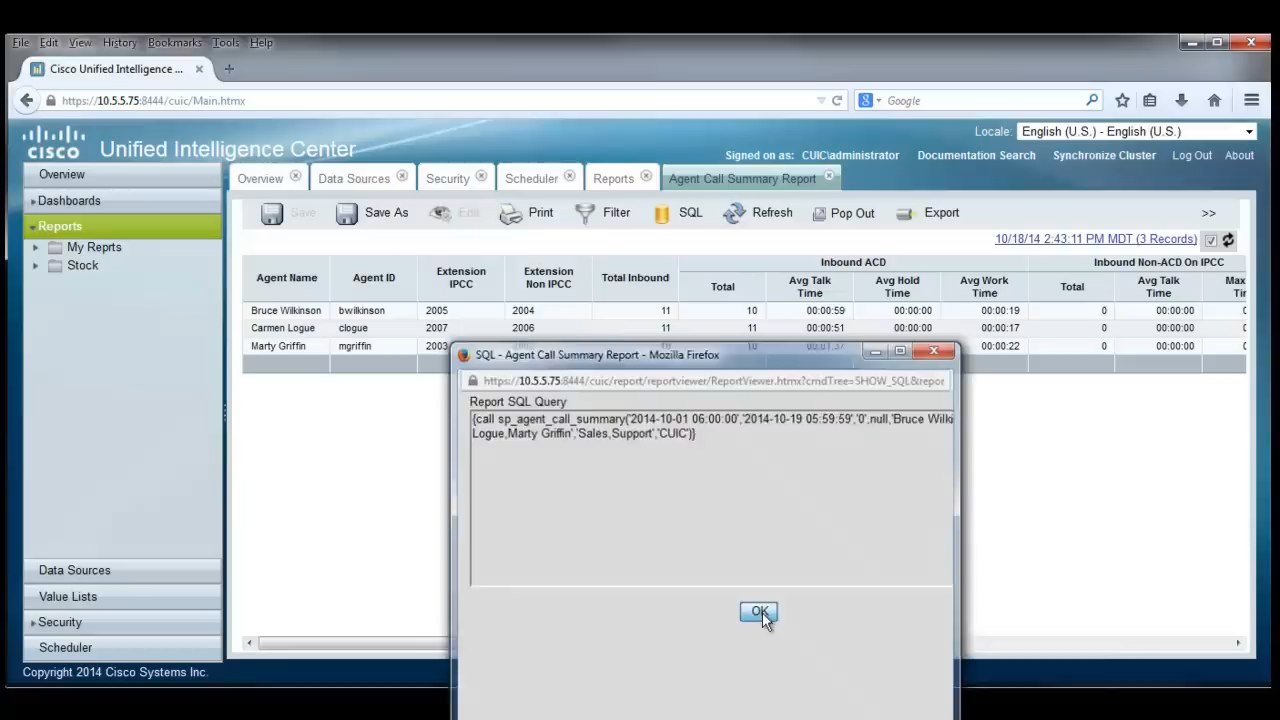 File Edit View History Bookmarks Tools Help
Cisco Unified Intelligence ...
https://10.5.5.75:8444/cuic/Main.htmx
Google
Locale: English (U.S.) - English (U.S.)
CISCO Unified Intelligence Center
Signed on as: CUIC\administrator Documentation Search Synchronize Cluster Log Out About
Overview
Dashboards
Reports
My Reprts
Stock
Data Sources
Value Lists
Security
Scheduler
Overview Data Sources Security Scheduler Reports Agent Call Summary Report
Save Save As Edit Print Filter SQL Refresh Pop Out Export >>
10/18/14 2:43:11 PM MDT (3 Records)
Inbound ACD Inbound Non-ACD On IPCC
Agent Name Agent ID Extension IPCC Extension Non IPCC Total Inbound Total Avg Talk Time Avg Hold Time Avg Work Time Total Avg Talk Time Max
Bruce Wilkinson bwilkinson 2005 2004 11 10 00:00:59 00:00:00 00:00:19 0 00:00:00
Carmen Logue clogue 2007 2006 11 11 00:00:51 00:00:00 00:00:17 0 00:00:00
Marty Griffin mgriffin 2003 10 00:00:00 00:00:22 0 00:00:00
SQL - Agent Call Summary Report - Mozilla Firefox
https://10.5.5.75:8444/cuic/report/reportviewer/ReportViewer.htmx?cmdTree=SHOW_SQL&repor
Report SQL Query
{call sp_agent_call_summary('2014-10-01 06:00:00','2014-10-19 05:59:59','0',null,'Bruce Wilki
Logue,Marty Griffin','Sales,Support','CUIC')}
OK
Copyright 2014 Cisco Systems Inc.